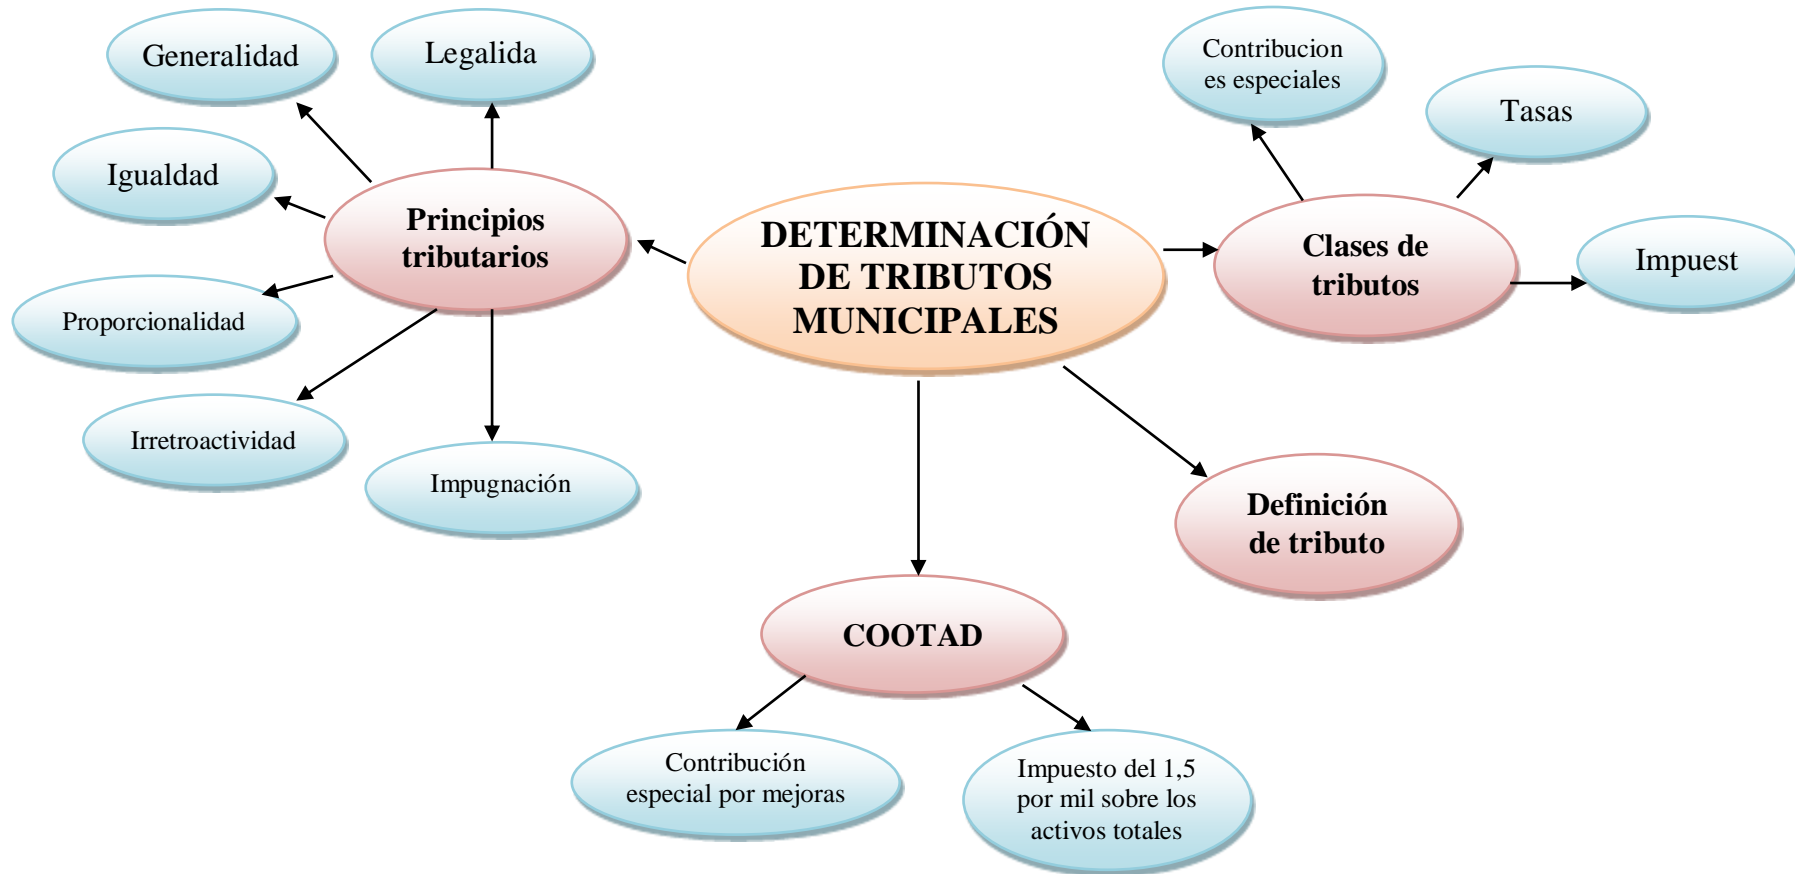 Generalidad
Legalida
Contribucion
es especiales
Tasas
Igualdad
Principios
tributarios
DETERMINACIÓN
DE TRIBUTOS
MUNICIPALES
Clases de
tributos
Impuest
Proporcionalidad
Irretroactividad
Impugnación
Definición
de tributo
COOTAD
Contribución
especial por mejoras
Impuesto del 1,5
por mil sobre los
activos totales